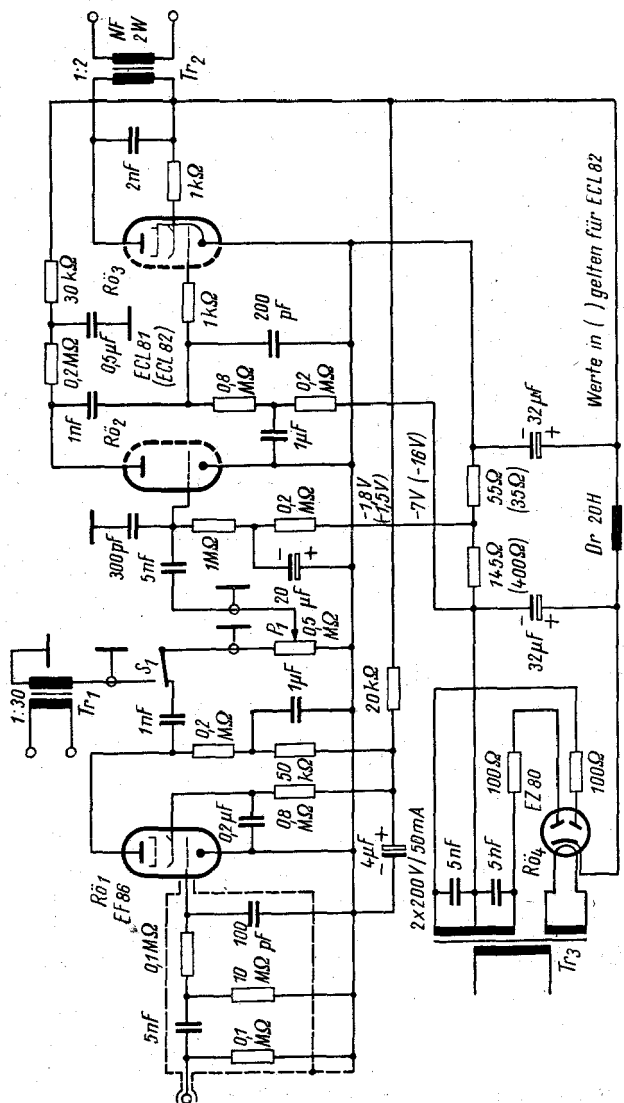 1:30
Tr1
Rö1
EF86
5nF
0,1MΩ
0,1
MΩ
10
MΩ
100
pF
0,2µF
0,8
MΩ
50
kΩ
0,2
MΩ
1nF
1µF
S1
P1
0,5
MΩ
20kΩ
4µF
+
-
300pF
5nF
1MΩ
20
µF
-
+
0,2
MΩ
-1,8V
(-1,5V)
-7V (-16V)
Rö2
1nF
0,2MΩ
0,5µF
30kΩ
ECL81
(ECL82)
Rö3
0,8
MΩ
1µF
0,2
MΩ
200
pF
1kΩ
1kΩ
2nF
1:2
NF
2W
Tr2
2x200V/50mA
5nF
5nF
Tr3
Rö4
EZ80
100Ω
100Ω
145Ω
(400Ω)
55Ω
(35Ω)
32µF
-
+
32µF
-
+
Dr 20H
Werte in ( ) gelten für ECL82